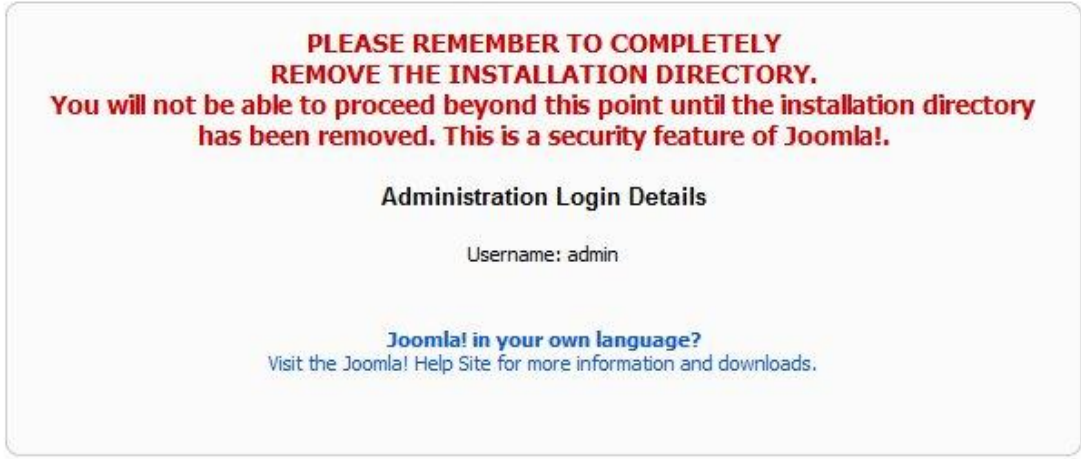 PLEASE REMEMBER TO COMPLETELY
REMOVE THE INSTALLATION DIRECTORY.
You will not be able to proceed beyond this point until the installation directory
has been removed. This is a security feature of Joomla!.
Administration Login Details
Username: admin
Joomla! in your own language?
Visit the Joomla! Help Site for more information and downloads.